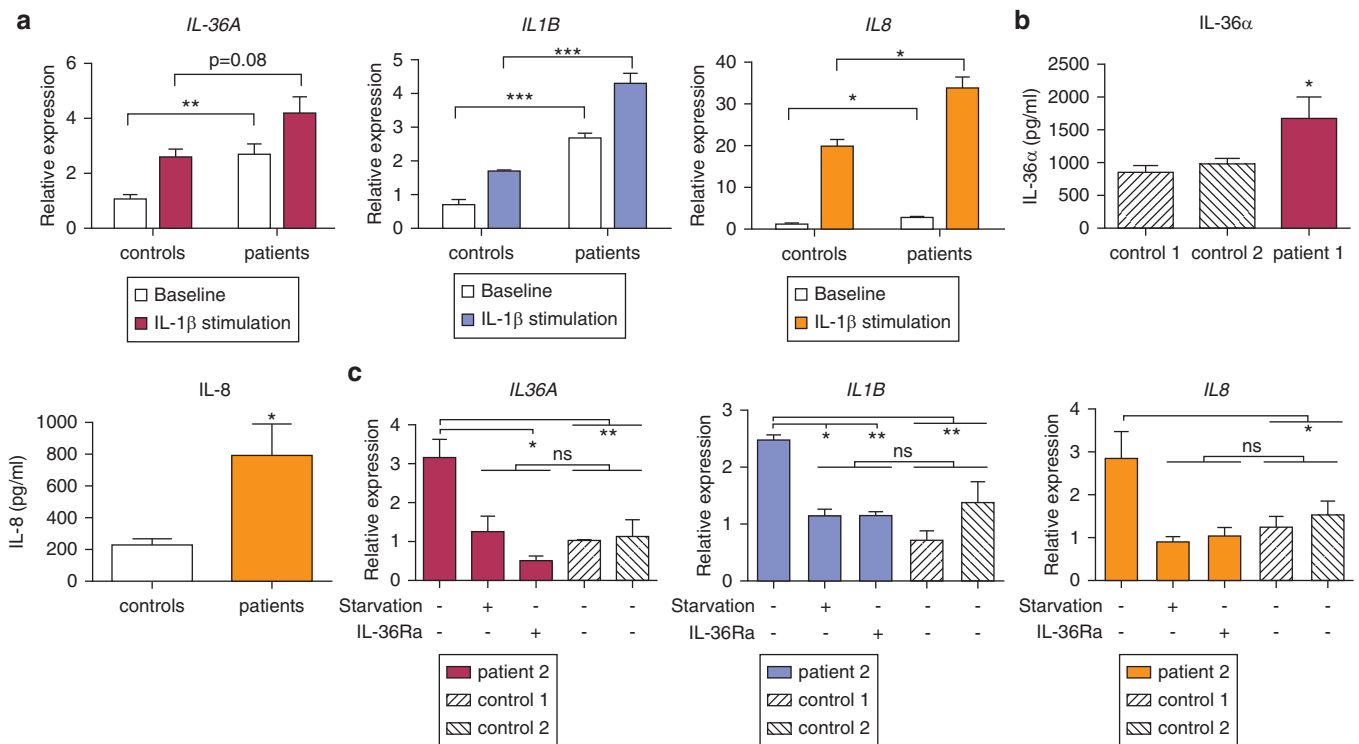 a
IL-36A
Relative expression
6
4
2
0
**
p=0.08
controls
patients
Baseline
IL-1β stimulation
IL1B
Relative expression
5
4
3
2
1
0
***
***
controls
patients
Baseline
IL-1β stimulation
IL8
Relative expression
40
30
20
10
0
*
*
controls
patients
Baseline
IL-1β stimulation
b
IL-36α
IL-36α (pg/ml)
2500
2000
1500
1000
500
0
*
control 1
control 2
patient 1
IL-8
IL-8 (pg/ml)
1000
800
600
400
200
0
*
controls
patients
c
IL36A
Relative expression
4
3
2
1
0
*
**
ns
Starvation - + - - -
IL-36Ra - - + - -
patient 2
control 1
control 2
IL1B
Relative expression
3
2
1
0
* ** **
ns
Starvation - + - - -
IL-36Ra - - + - -
patient 2
control 1
control 2
IL8
Relative expression
4
3
2
1
0
*
ns
Starvation - + - - -
IL-36Ra - - + - -
patient 2
control 1
control 2